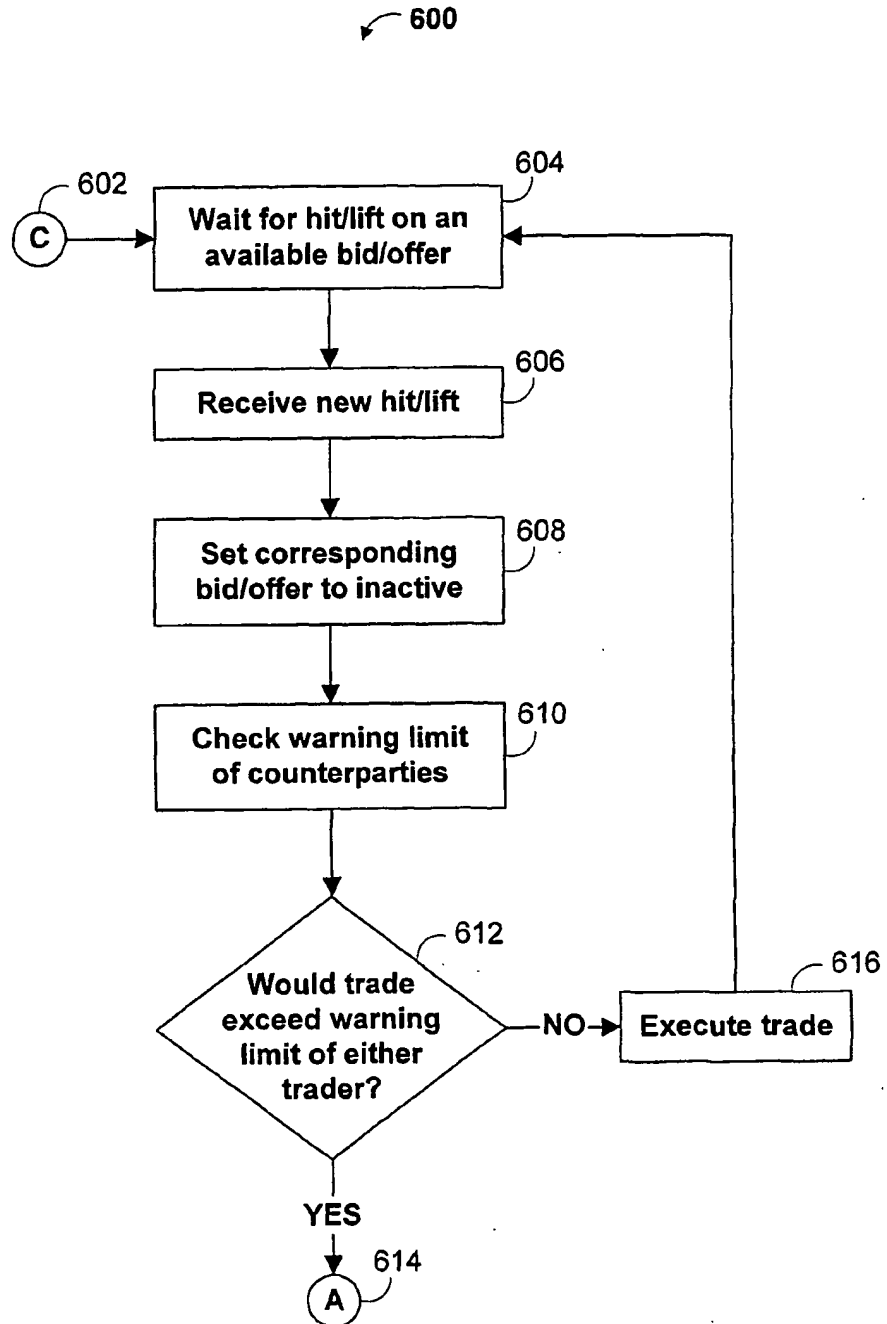 600
602
C
604
Wait for hit/lift on an
available bid/offer
606
Receive new hit/lift
608
Set corresponding
bid/offer to inactive
610
Check warning limit
of counterparties
612
Would trade
exceed warning
limit of either
trader?
NO
616
Execute trade
YES
614
A